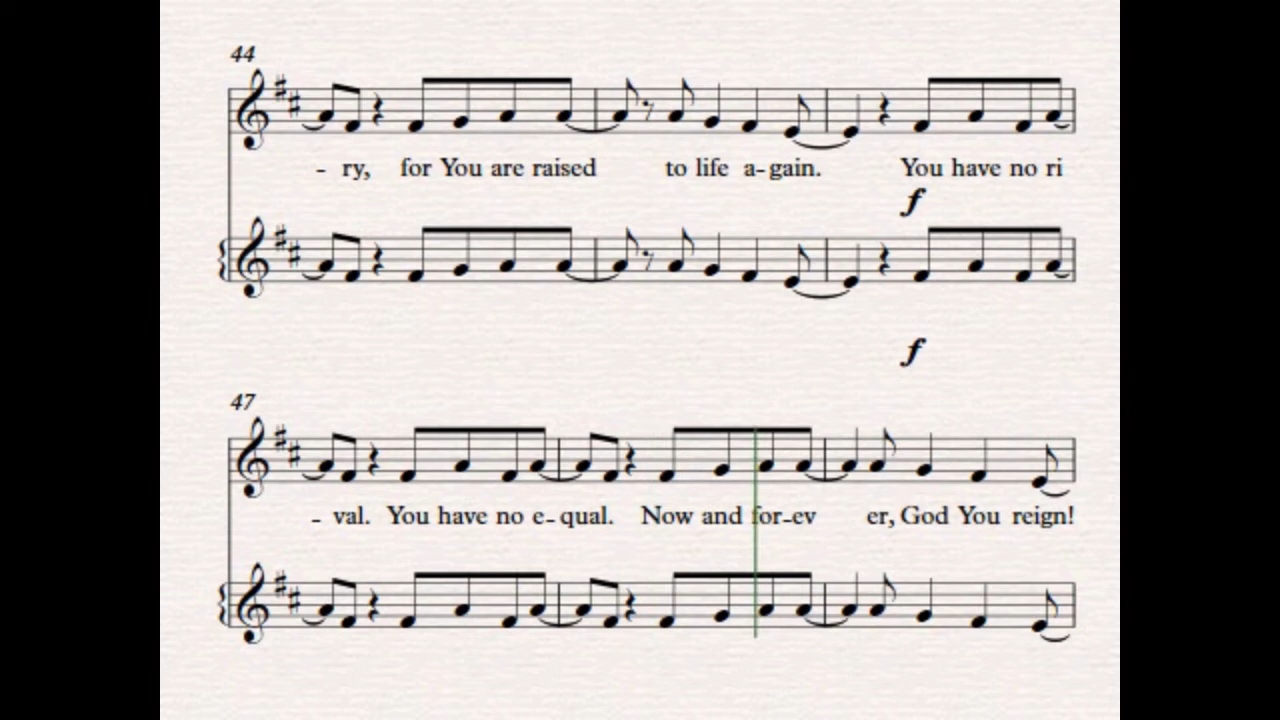 44
- ry, for You are raised to life a-gain. You have no ri
f
f
47
- val. You have no e-qual. Now and for-ev er, God You reign!